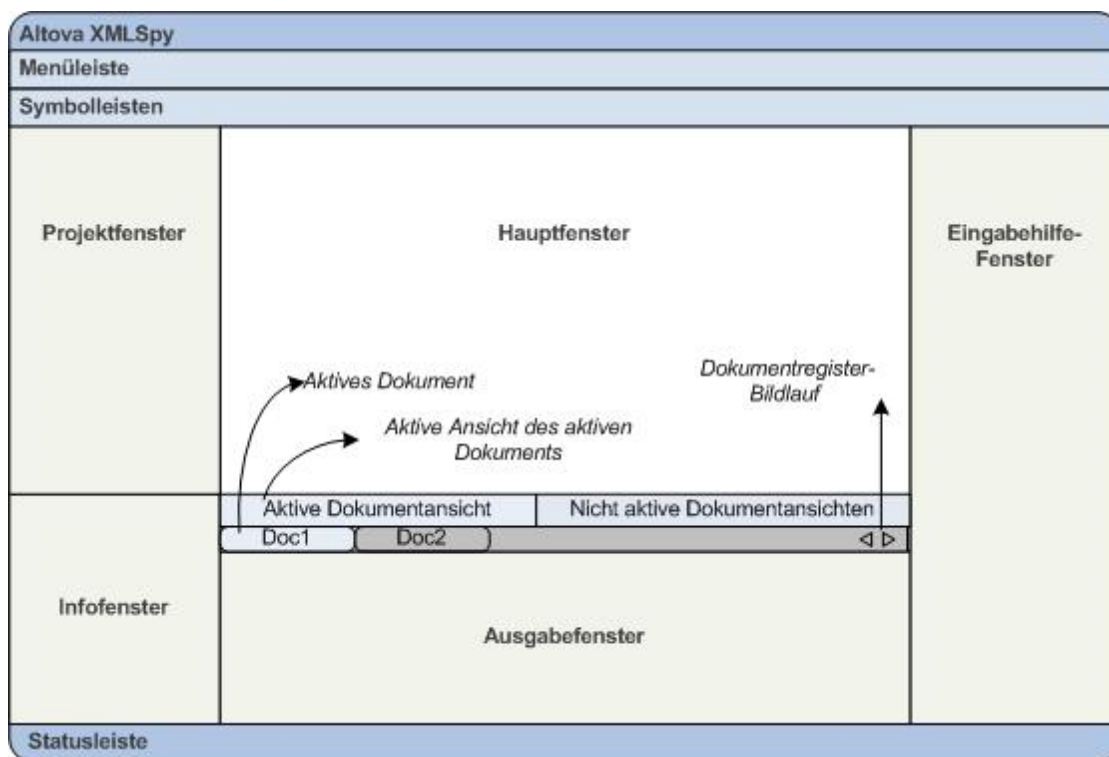 Altova XMLSpy
Menüleiste
Symbolleisten
Projektfenster
Hauptfenster
Eingabehilfe-
Fenster
Aktives Dokument
Dokumentregister-
Bildlauf
Aktive Ansicht des aktiven
Dokuments
Aktive Dokumentansicht
Nicht aktive Dokumentansichten
Doc1
Doc2
Infofenster
Ausgabefenster
Statusleiste